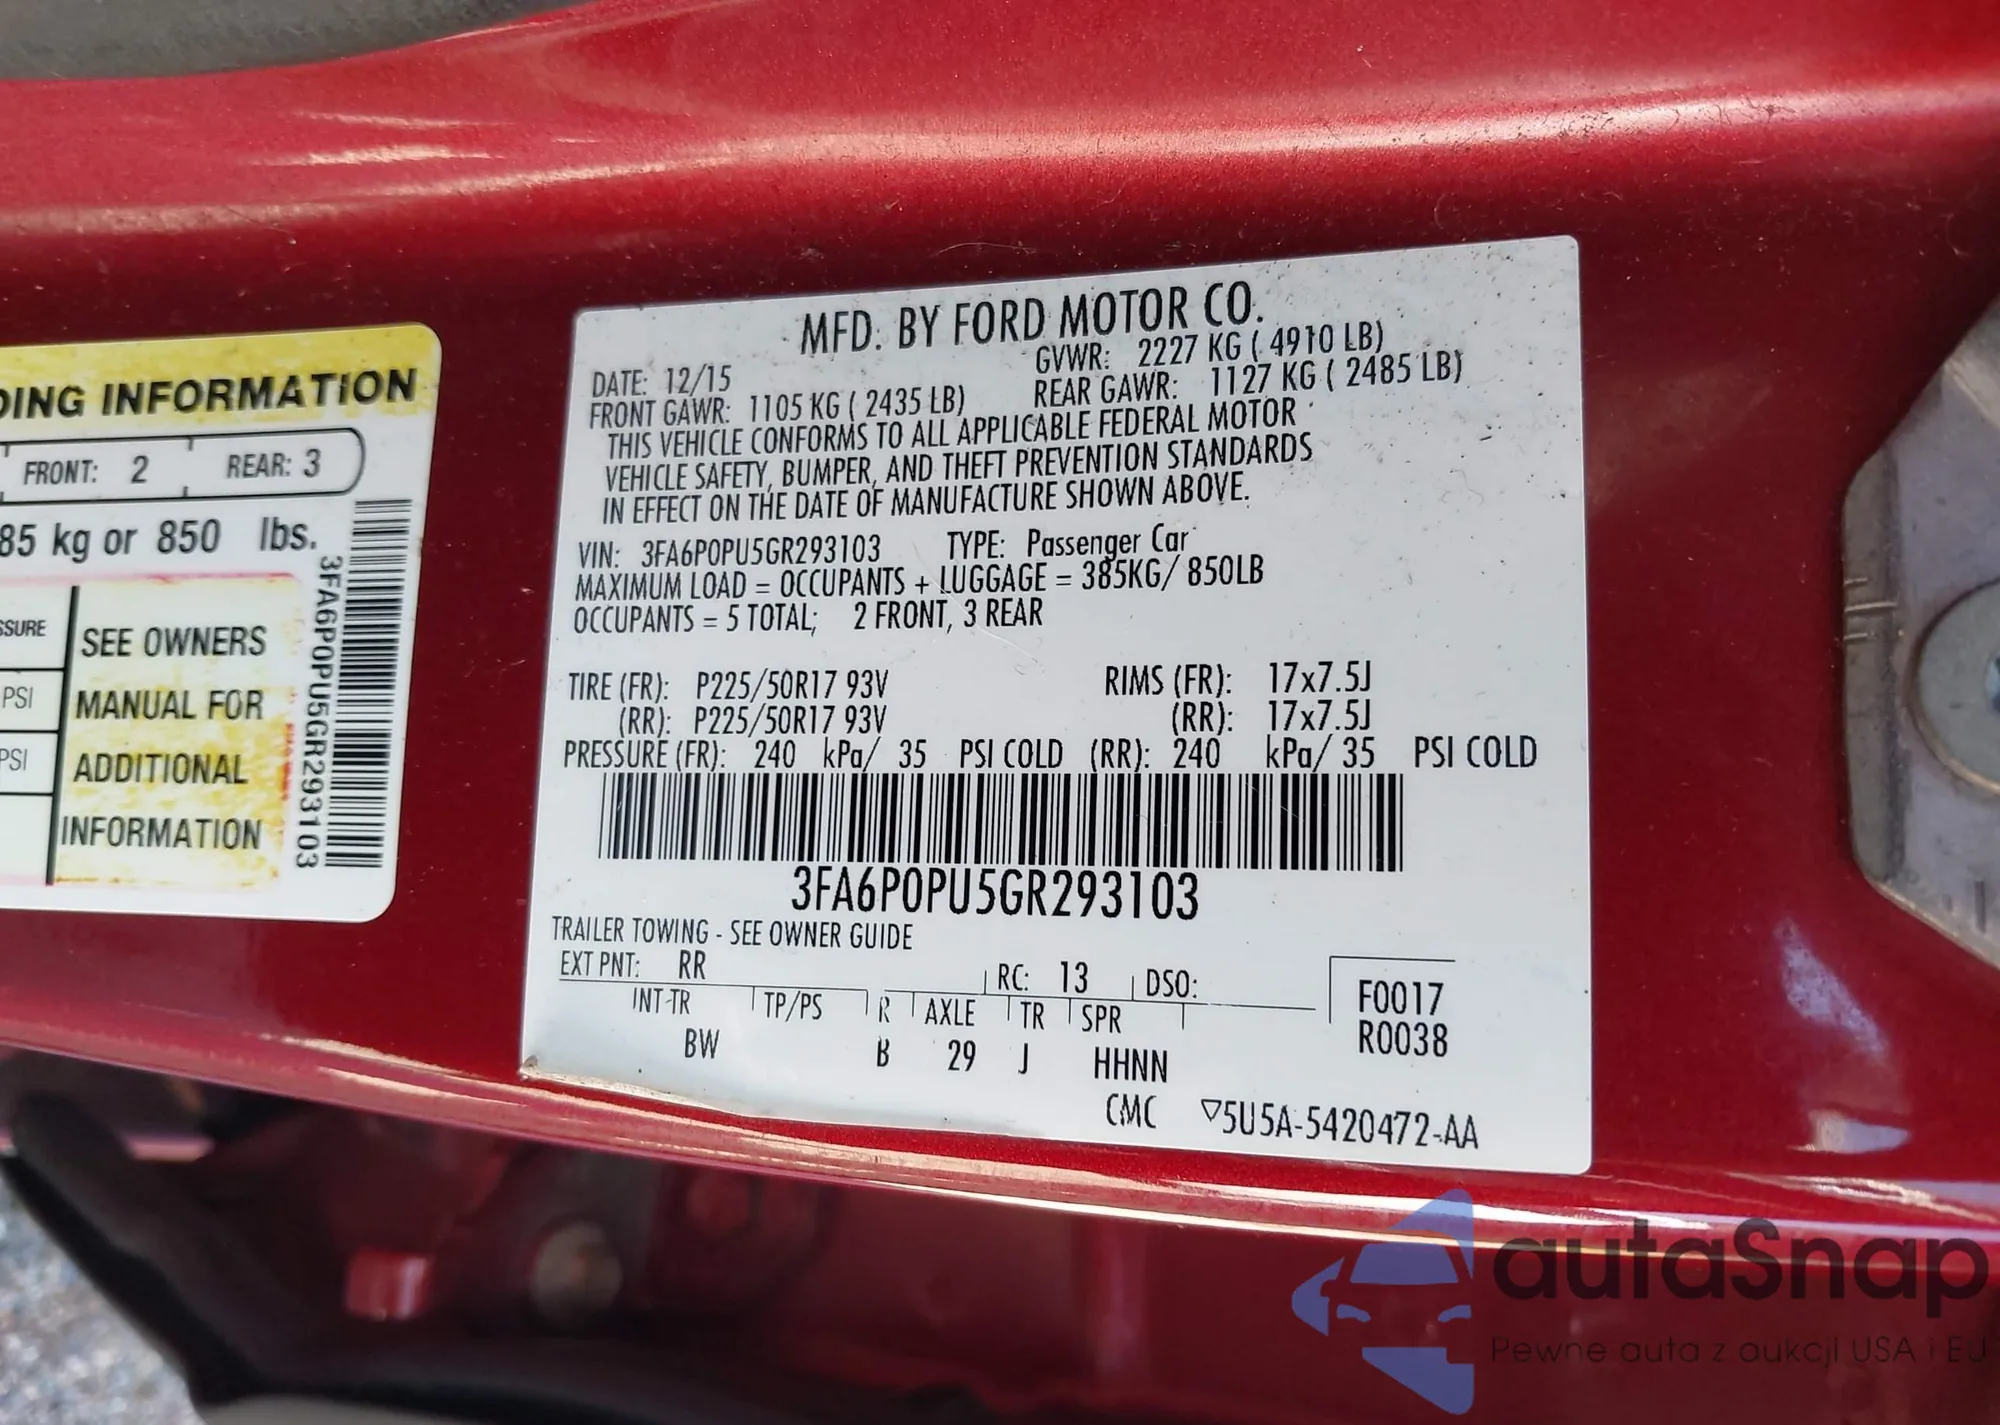 DING INFORMATION
FRONT: 2 REAR: 3
85 kg or 850 lbs.
SSURE
PSI
PSI
SEE OWNERS
MANUAL FOR
ADDITIONAL
INFORMATION
3FA6P0PU5GR293103
MFD. BY FORD MOTOR CO.
DATE: 12/15 GVWR: 2227 KG ( 4910 LB)
FRONT GAWR: 1105 KG ( 2435 LB) REAR GAWR: 1127 KG ( 2485 LB)
THIS VEHICLE CONFORMS TO ALL APPLICABLE FEDERAL MOTOR
VEHICLE SAFETY, BUMPER, AND THEFT PREVENTION STANDARDS
IN EFFECT ON THE DATE OF MANUFACTURE SHOWN ABOVE.
VIN: 3FA6P0PU5GR293103 TYPE: Passenger Car
MAXIMUM LOAD = OCCUPANTS + LUGGAGE = 385KG/ 850LB
OCCUPANTS = 5 TOTAL; 2 FRONT, 3 REAR
TIRE (FR): P225/50R17 93V RIMS (FR): 17x7.5J
(RR): P225/50R17 93V (RR): 17x7.5J
PRESSURE (FR): 240 kPa/ 35 PSI COLD (RR): 240 kPa/ 35 PSI COLD
3FA6P0PU5GR293103
TRAILER TOWING - SEE OWNER GUIDE
EXT PNT: RR RC: 13 DSO:
INT TR TP/PS R AXLE TR SPR
BW B 29 J HHNN
F0017
R0038
CMC ▽5U5A-5420472-AA
autaSnap
Pewne auta z aukcji USA i EU